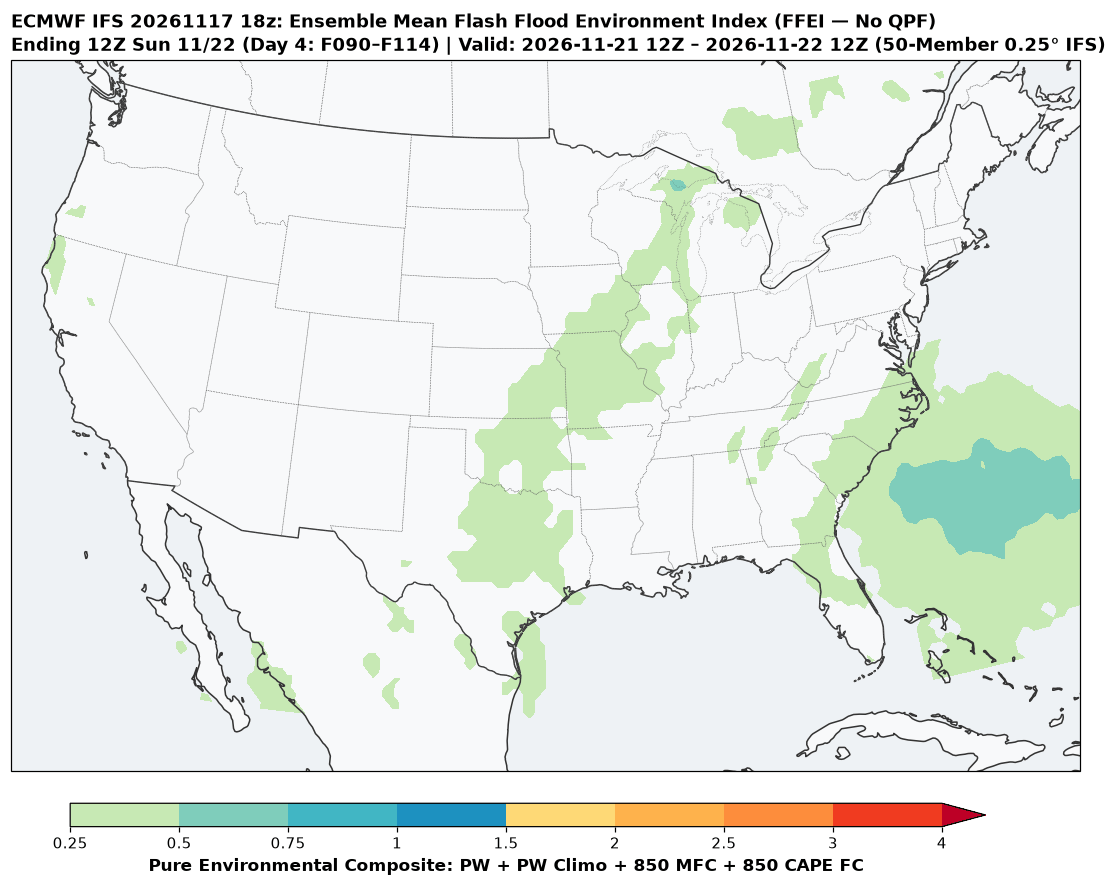 ECMWF IFS 20261117 18z: Ensemble Mean Flash Flood Environment Index (FFEI — No QPF)
Ending 12Z Sun 11/22 (Day 4: F090–F114) | Valid: 2026-11-21 12Z – 2026-11-22 12Z (50-Member 0.25° IFS)
0.25 0.5 0.75 1 1.5 2 2.5 3 4
Pure Environmental Composite: PW + PW Climo + 850 MFC + 850 CAPE FC